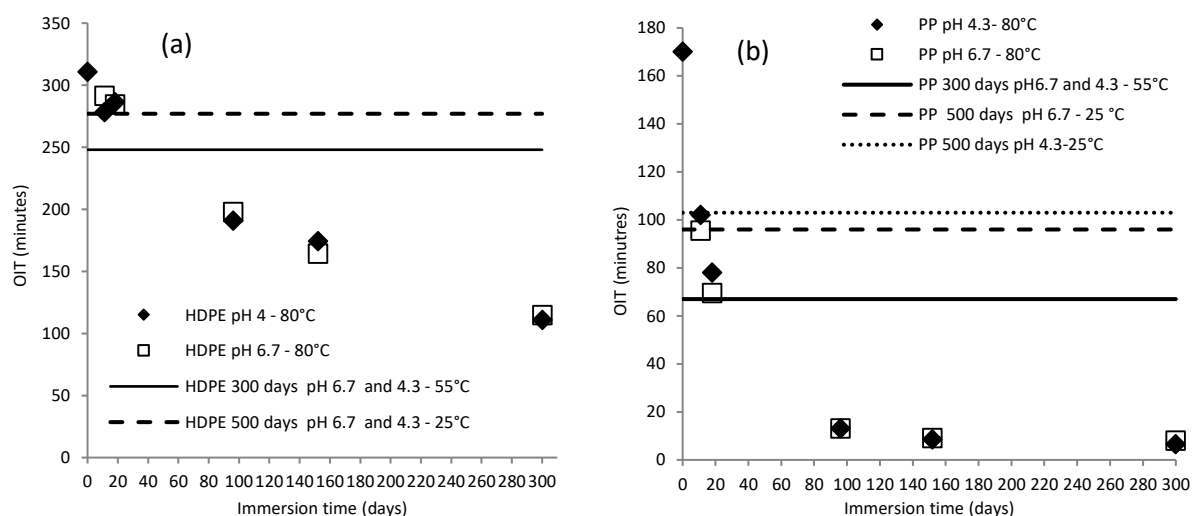 (a)
350
300
250
200
150
100
50
0
OIT (minutes)
HDPE pH 4 - 80°C
HDPE pH 6.7 - 80°C
HDPE 300 days pH 6.7 and 4.3 - 55°C
HDPE 500 days pH 6.7 and 4.3 - 25°C
0 20 40 60 80 100 120 140 160 180 200 220 240 260 280 300
Immersion time (days)
(b)
PP pH 4.3- 80°C
PP pH 6.7 - 80°C
PP 300 days pH6.7 and 4.3 - 55°C
PP 500 days pH 6.7 - 25 °C
PP 500 days pH 4.3-25°C
180
160
140
120
100
80
60
40
20
0
OIT (minutres)
0 20 40 60 80 100 120 140 160 180 200 220 240 260 280 300
Immersion time (days)